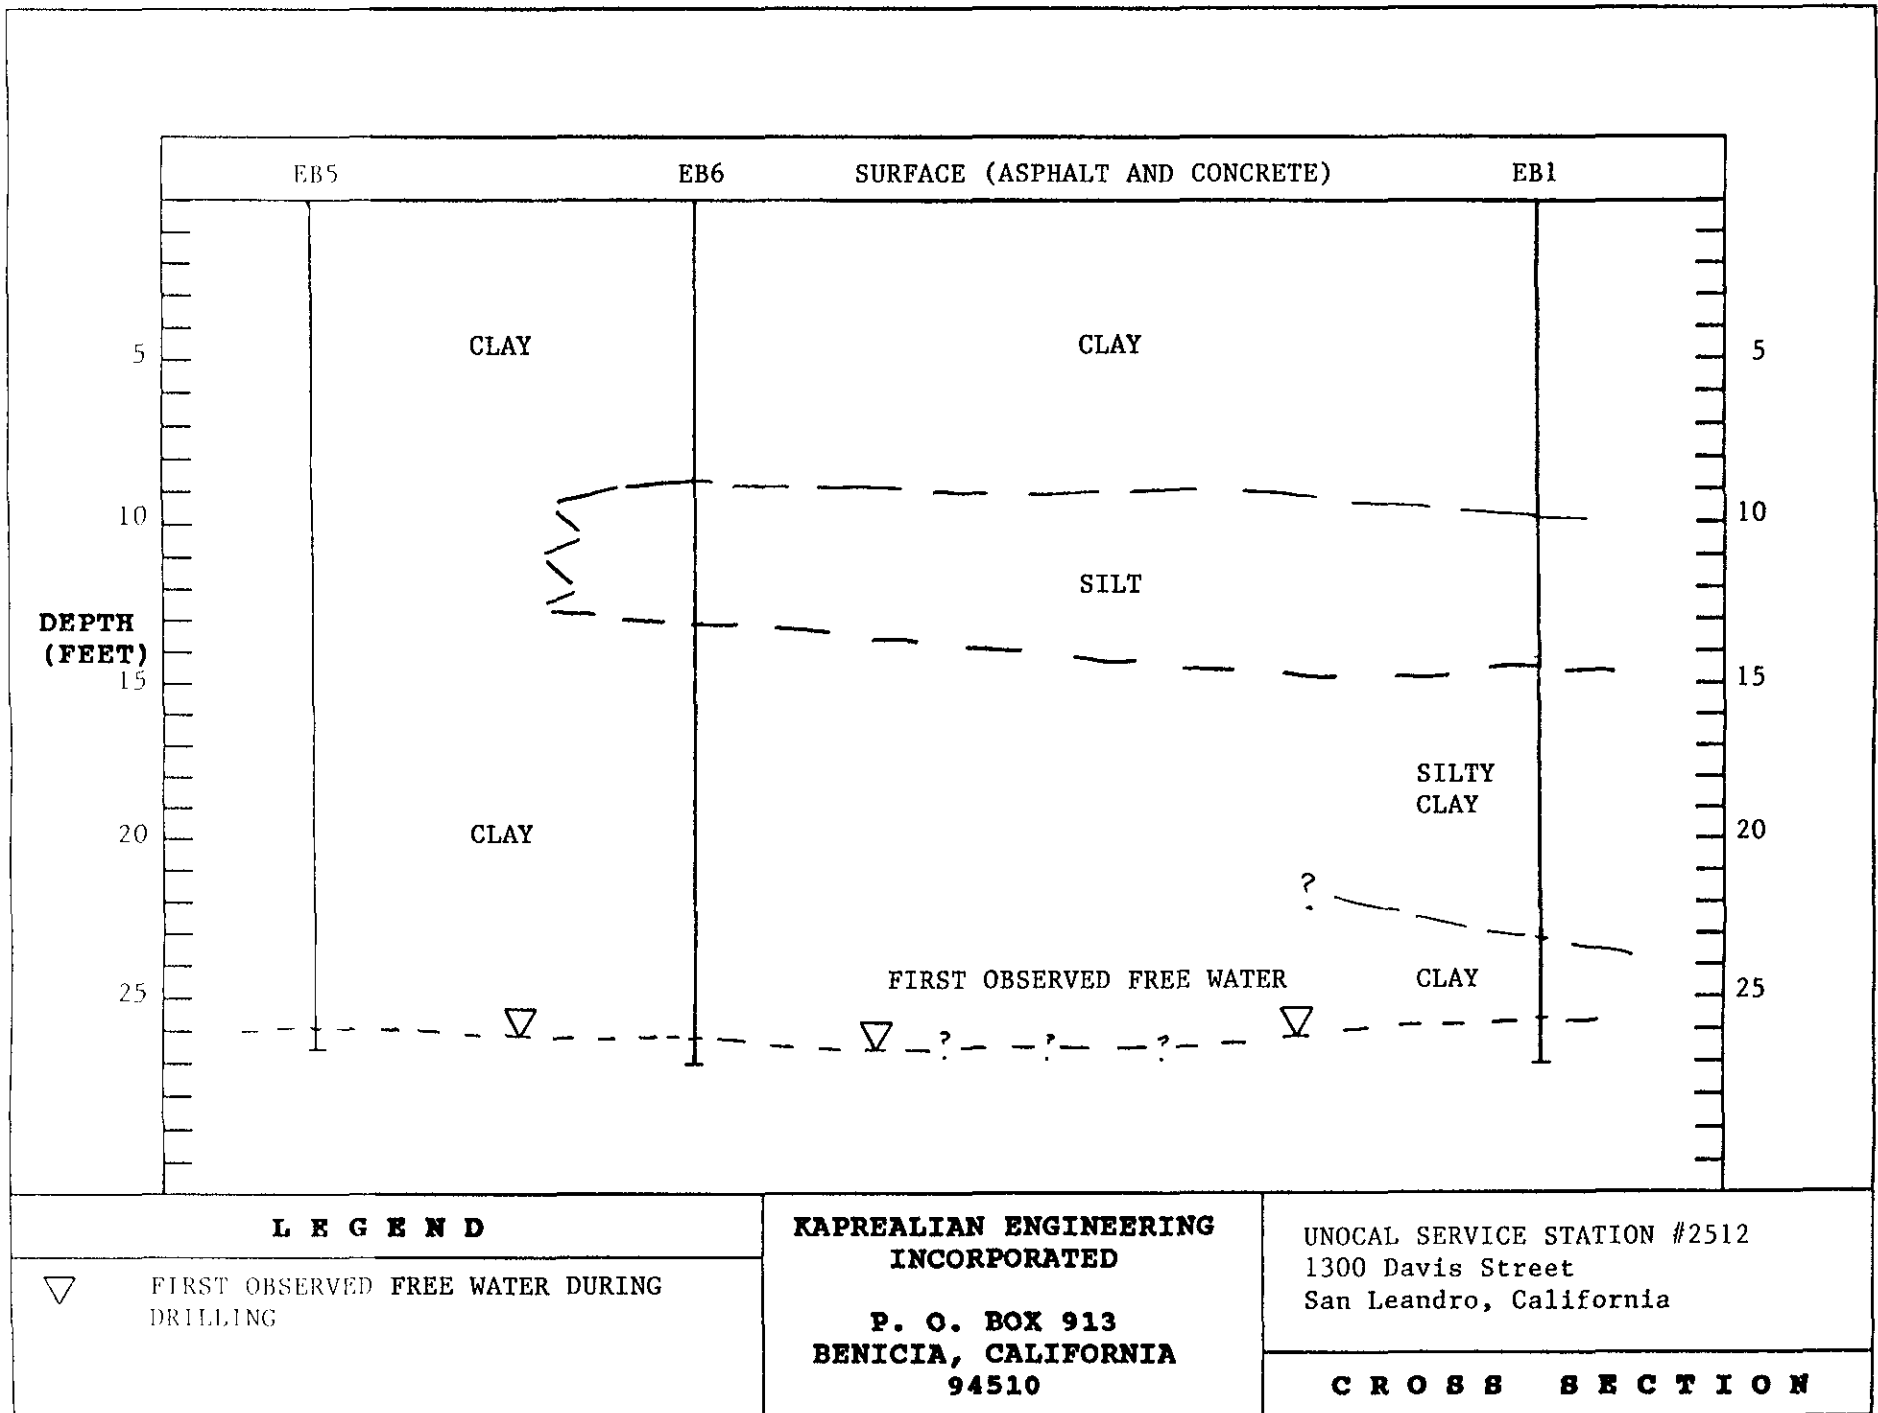 EB5 EB6 SURFACE (ASPHALT AND CONCRETE) EB1
CLAY CLAY
5 5
10 10
SILT
DEPTH
(FEET)
15 15
SILTY
CLAY
CLAY
20 20
?
FIRST OBSERVED FREE WATER CLAY
25 25
? ? ?
LEGEND
FIRST OBSERVED FREE WATER DURING
DRILLING
KAPREALIAN ENGINEERING
INCORPORATED
P. O. BOX 913
BENICIA, CALIFORNIA
94510
UNOCAL SERVICE STATION #2512
1300 Davis Street
San Leandro, California
CROSS SECTION